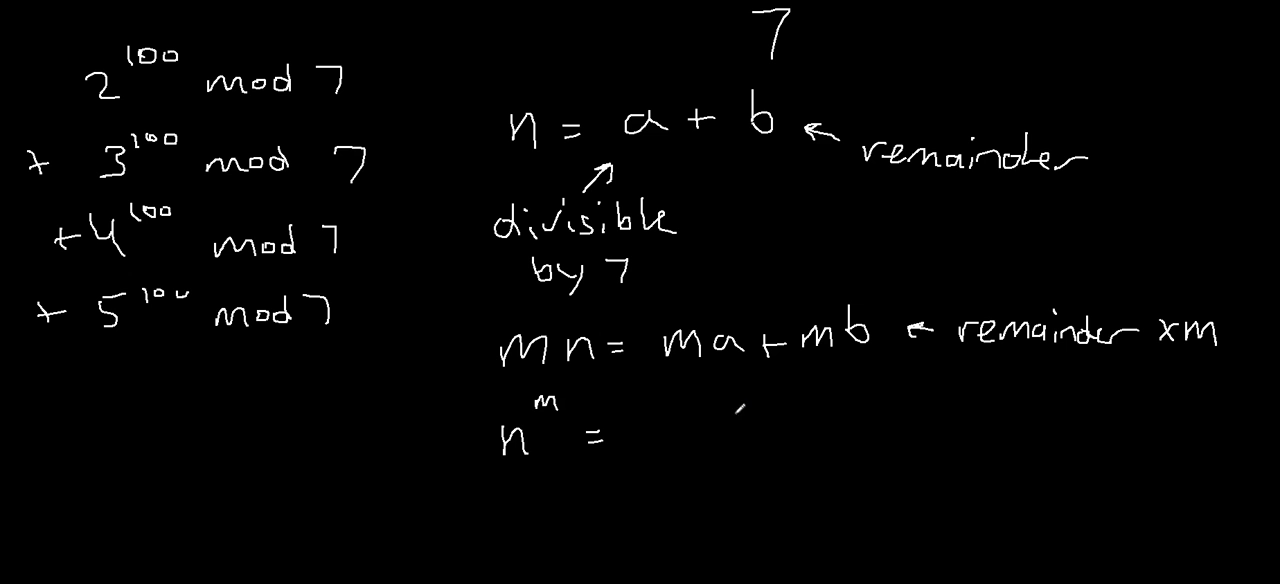 2^100 mod 7
+ 3^100 mod 7
+ 4^100 mod 7
+ 5^100 mod 7
7
n = a + b ← remainder
divisible
by 7
mn = ma + mb ← remainder xm
n^m =